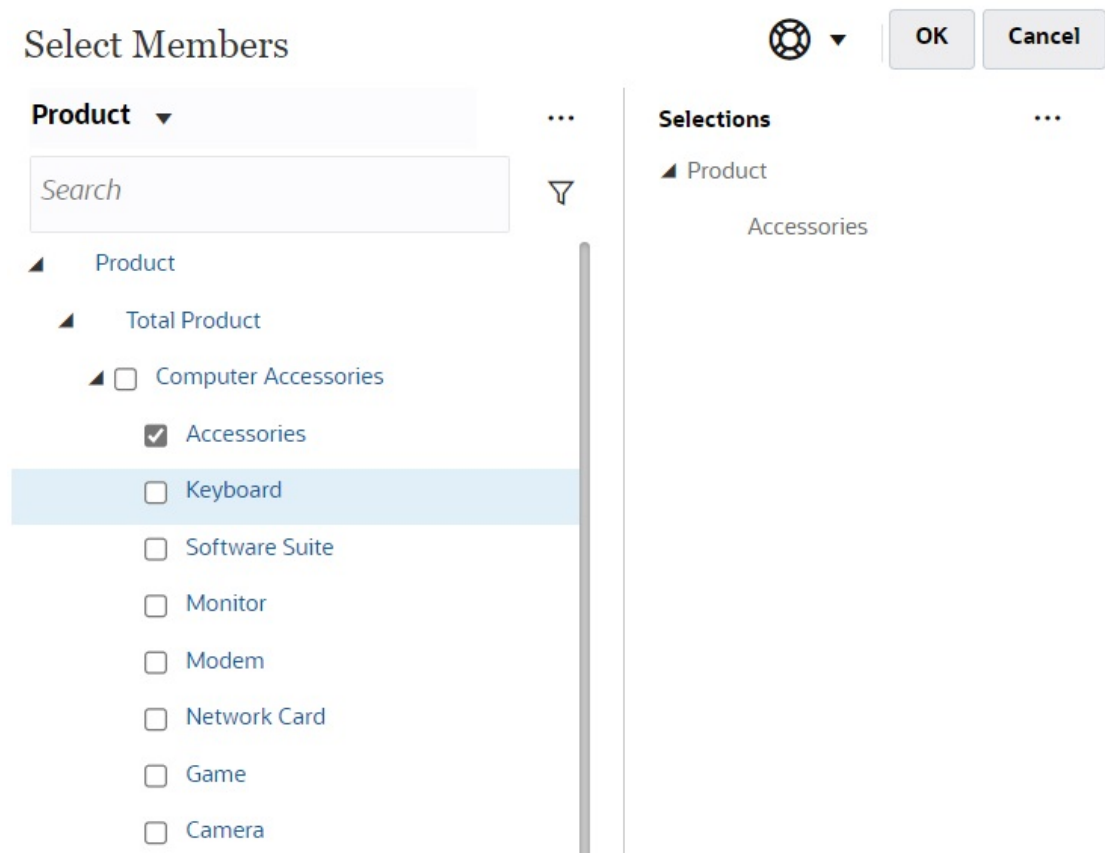 Select Members
OK
Cancel
Product
...
Search
Product
Total Product
Computer Accessories
Accessories
Keyboard
Software Suite
Monitor
Modem
Network Card
Game
Camera
Selections
...
Product
Accessories